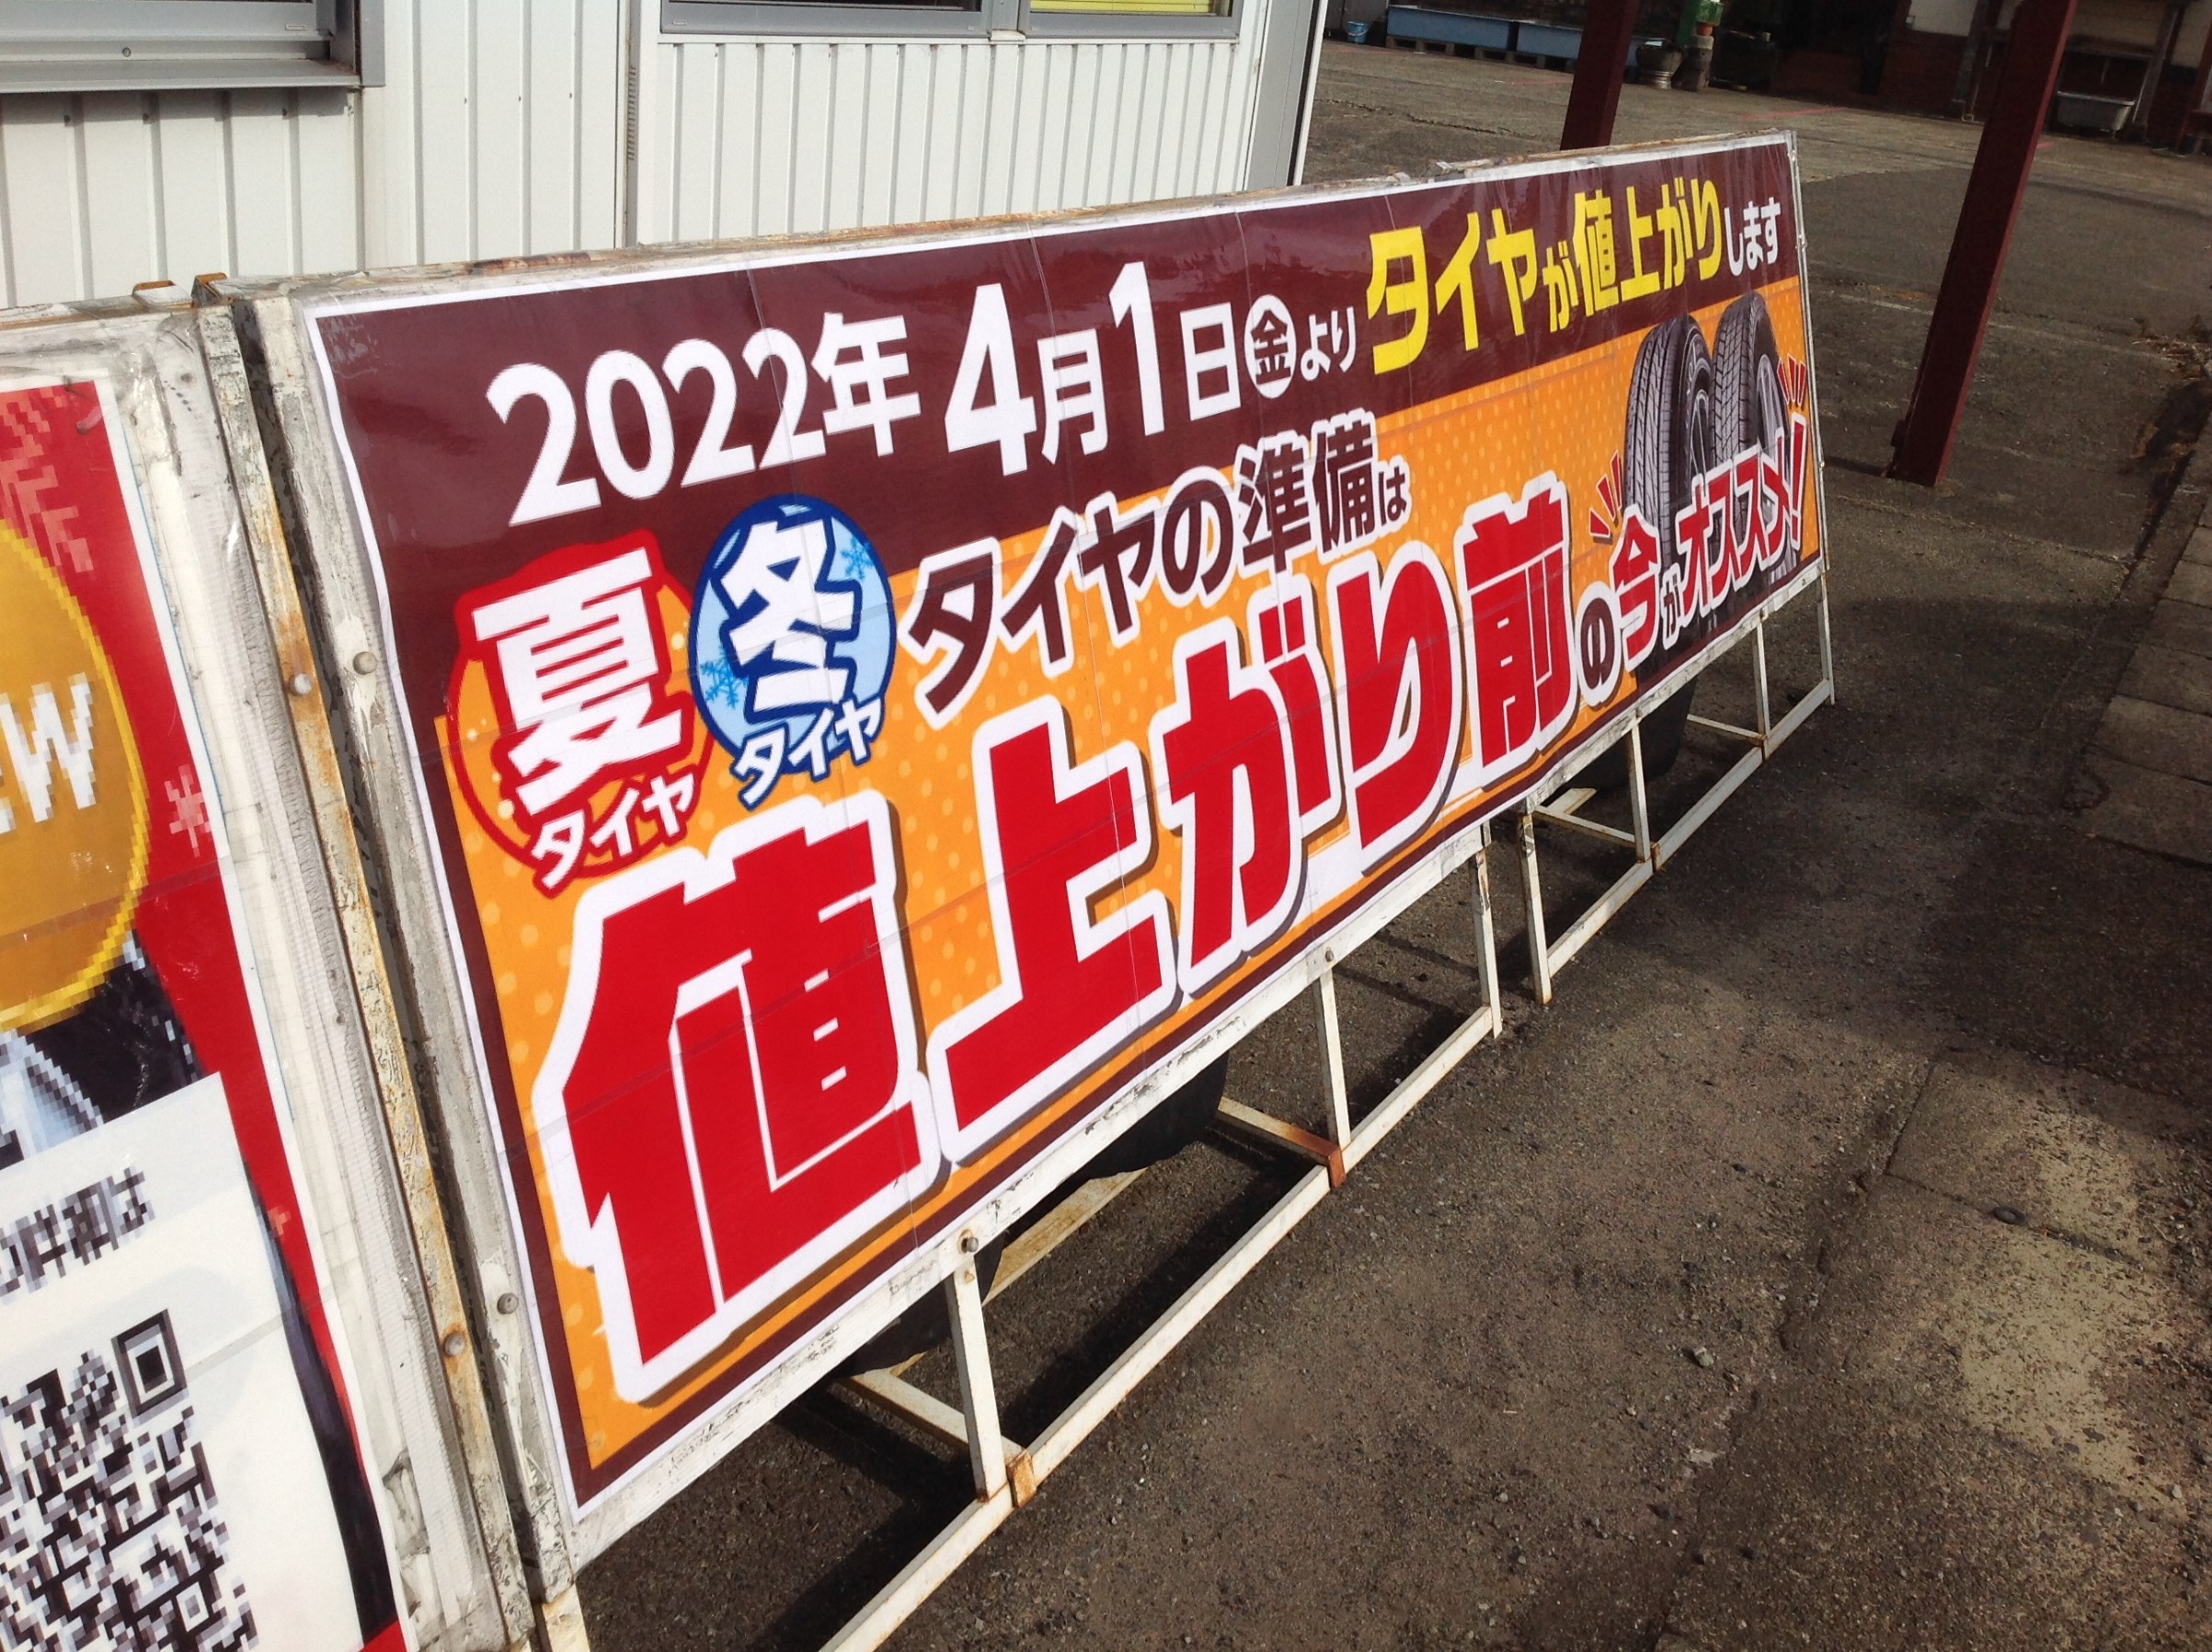 2022年 4月1日㊎より タイヤが値上がりします
夏タイヤ 冬タイヤ タイヤの準備は
値上がり前の今がオススメ!
EW